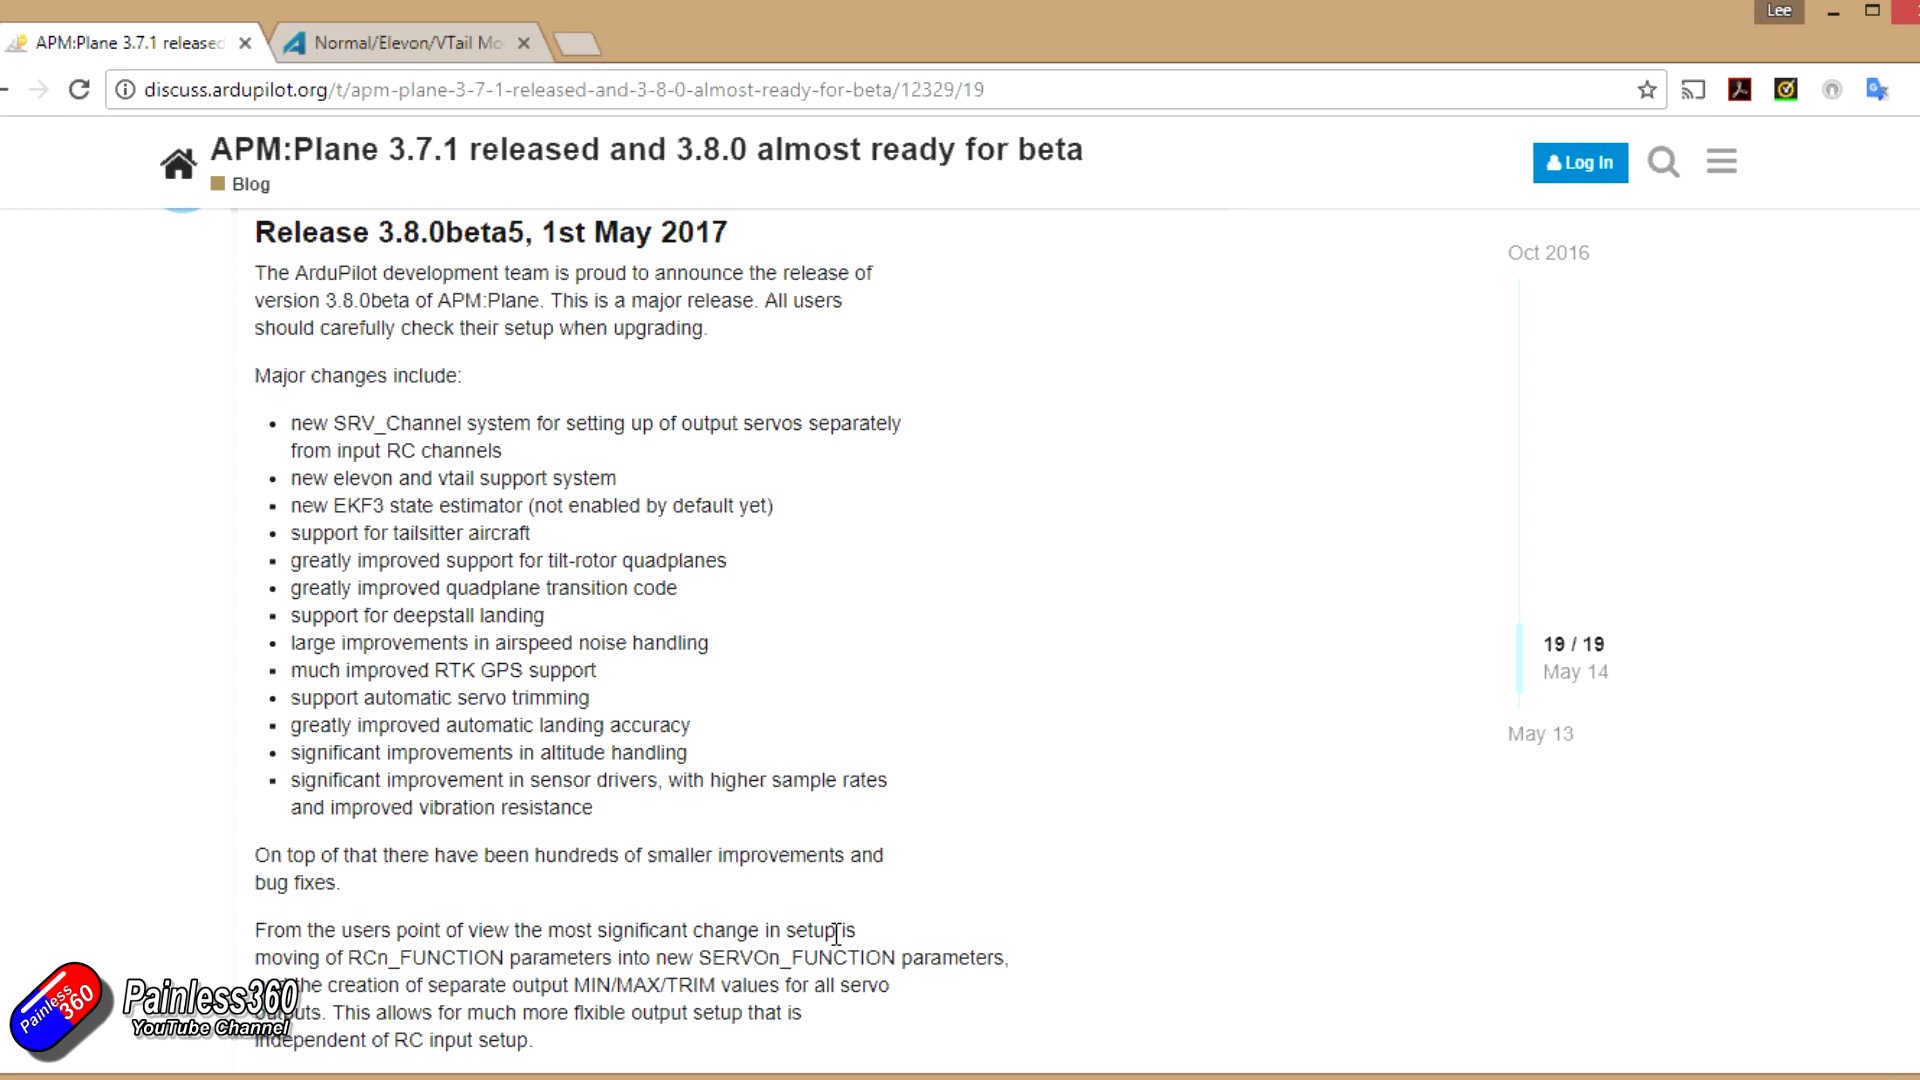 Lee
APM:Plane 3.7.1 released
Normal/Elevon/VTail Mo
discuss.ardupilot.org/t/apm-plane-3-7-1-released-and-3-8-0-almost-ready-for-beta/12329/19
APM:Plane 3.7.1 released and 3.8.0 almost ready for beta
Blog
Log In
Release 3.8.0beta5, 1st May 2017
The ArduPilot development team is proud to announce the release of
version 3.8.0beta of APM:Plane. This is a major release. All users
should carefully check their setup when upgrading.
Major changes include:
new SRV_Channel system for setting up of output servos separately
from input RC channels
new elevon and vtail support system
new EKF3 state estimator (not enabled by default yet)
support for tailsitter aircraft
greatly improved support for tilt-rotor quadplanes
greatly improved quadplane transition code
support for deepstall landing
large improvements in airspeed noise handling
much improved RTK GPS support
support automatic servo trimming
greatly improved automatic landing accuracy
significant improvements in altitude handling
significant improvement in sensor drivers, with higher sample rates
and improved vibration resistance
On top of that there have been hundreds of smaller improvements and
bug fixes.
From the users point of view the most significant change in setup is
moving of RCn_FUNCTION parameters into new SERVOn_FUNCTION parameters,
the creation of separate output MIN/MAX/TRIM values for all servo
outputs. This allows for much more flxible output setup that is
independent of RC input setup.
Oct 2016
19 / 19
May 14
May 13
Painless360
Painless360
YouTube Channel